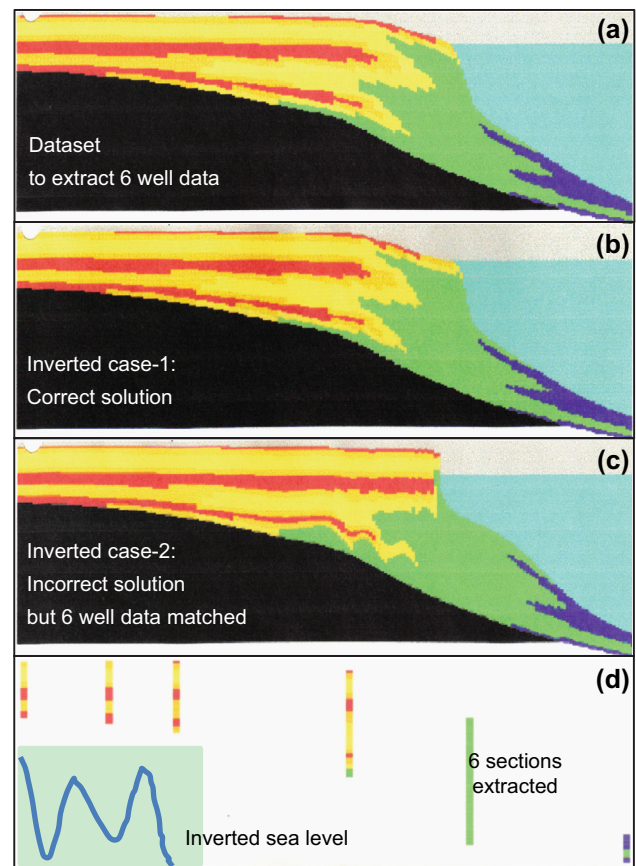 (a)
Dataset
to extract 6 well data
(b)
Inverted case-1:
Correct solution
(c)
Inverted case-2:
Incorrect solution
but 6 well data matched
(d)
6 sections
extracted
Inverted sea level